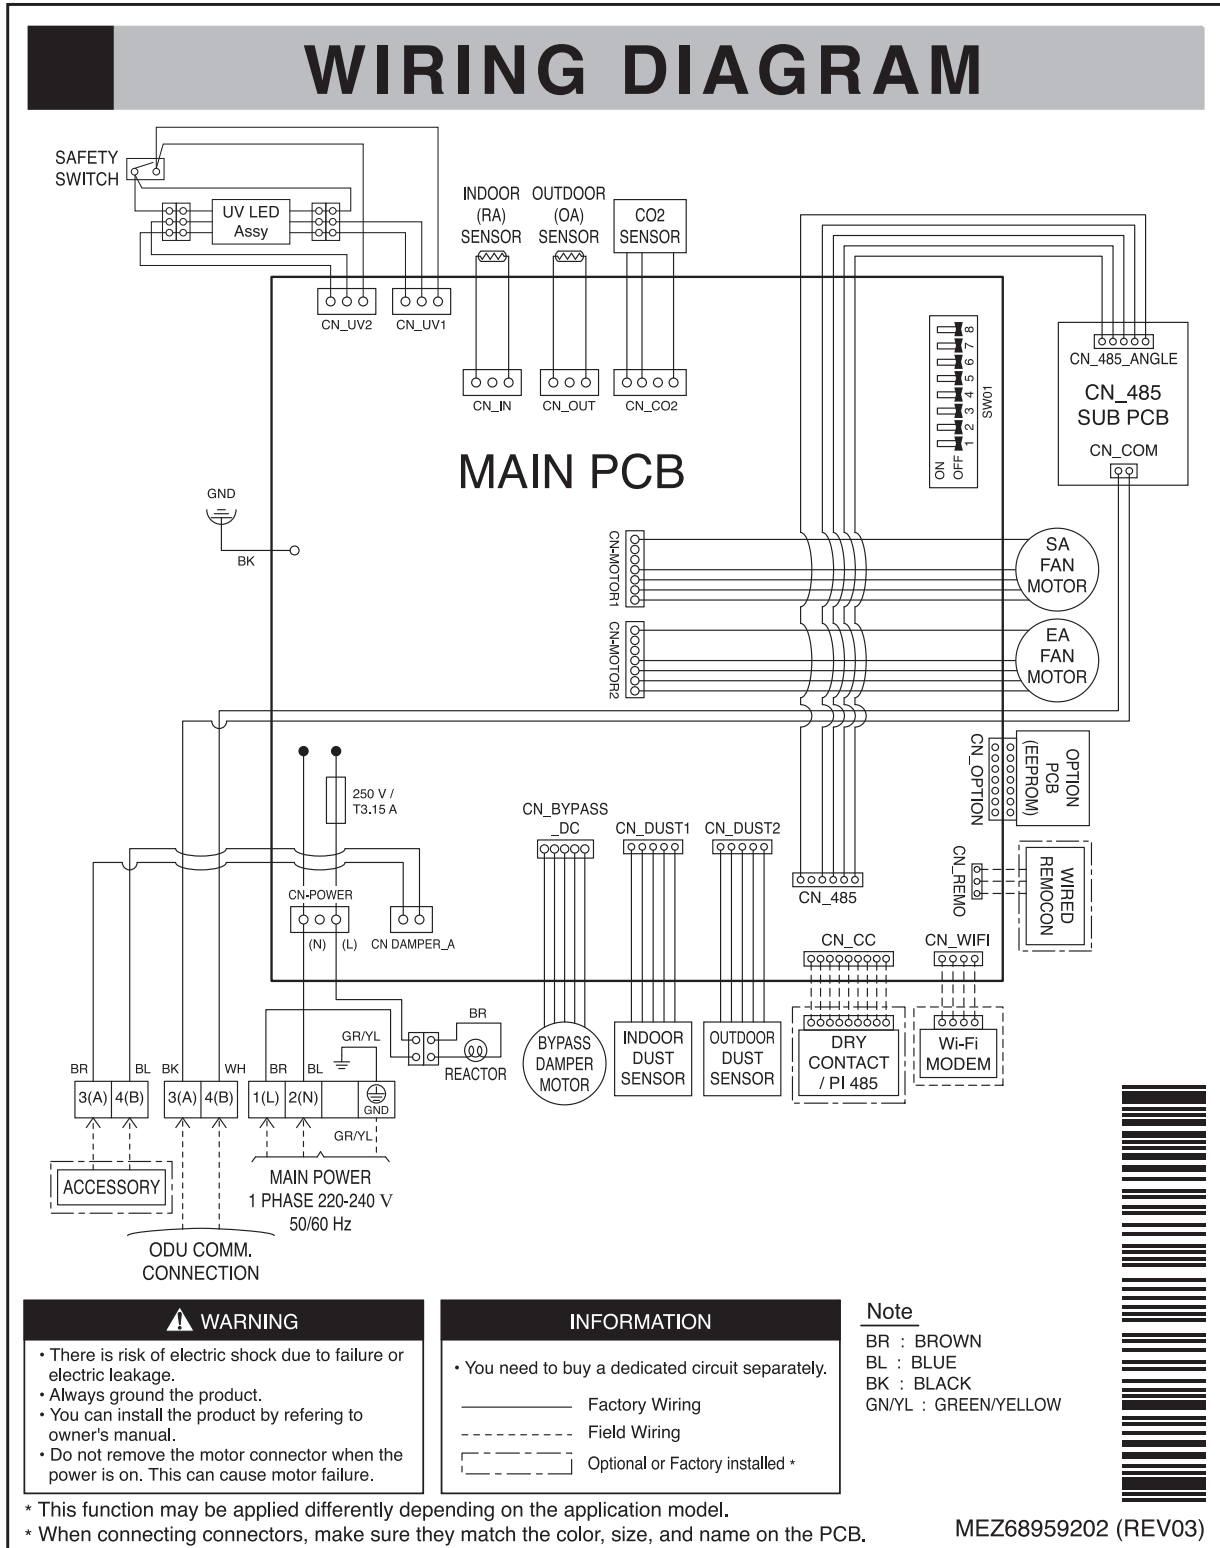 WIRING DIAGRAM
SAFETY
SWITCH
UV LED
Assy
INDOOR
(RA)
SENSOR
OUTDOOR
(OA)
SENSOR
CO2
SENSOR
CN_UV2
CN_UV1
CN_IN
CN_OUT
CN_CO2
1 2 3 4 5 6 7 8
ON
OFF
SW01
CN_485_ANGLE
CN_485
SUB PCB
CN_COM
MAIN PCB
GND
BK
CN-MOTOR1
SA
FAN
MOTOR
CN-MOTOR2
EA
FAN
MOTOR
CN_OPTION
OPTION
PCB
(EEPROM)
250 V /
T3.15 A
CN_BYPASS
_DC
CN_DUST1
CN_DUST2
CN_485
CN_REMO
WIRED
REMOCON
CN-POWER
(N)
(L)
CN DAMPER_A
CN_CC
CN_WIFI
BR
REACTOR
BYPASS
DAMPER
MOTOR
INDOOR
DUST
SENSOR
OUTDOOR
DUST
SENSOR
DRY
CONTACT
/ PI 485
Wi-Fi
MODEM
BR
BL
BK
WH
BR
BL
GR/YL
3(A)
4(B)
3(A)
4(B)
1(L)
2(N)
GND
GR/YL
ACCESSORY
MAIN POWER
1 PHASE 220-240 V
50/60 Hz
ODU COMM.
CONNECTION
WARNING
• There is risk of electric shock due to failure or
electric leakage.
• Always ground the product.
• You can install the product by refering to
owner's manual.
• Do not remove the motor connector when the
power is on. This can cause motor failure.
INFORMATION
• You need to buy a dedicated circuit separately.
Factory Wiring
Field Wiring
Optional or Factory installed *
Note
BR : BROWN
BL : BLUE
BK : BLACK
GN/YL : GREEN/YELLOW
* This function may be applied differently depending on the application model.
* When connecting connectors, make sure they match the color, size, and name on the PCB.
MEZ68959202 (REV03)